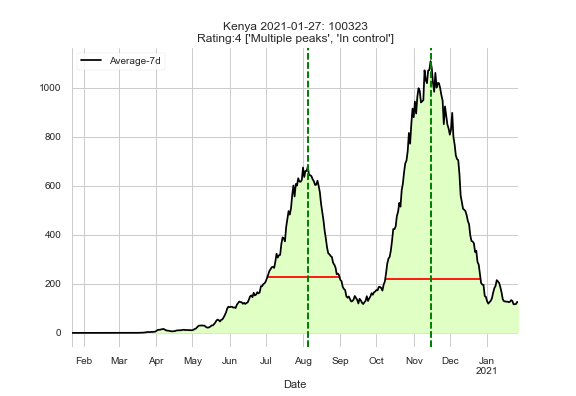 Kenya 2021-01-27: 100323
Rating:4 ['Multiple peaks', 'In control']
Average-7d
1000
800
600
400
200
0
Feb Mar Apr May Jun Jul Aug Sep Oct Nov Dec Jan
2021
Date